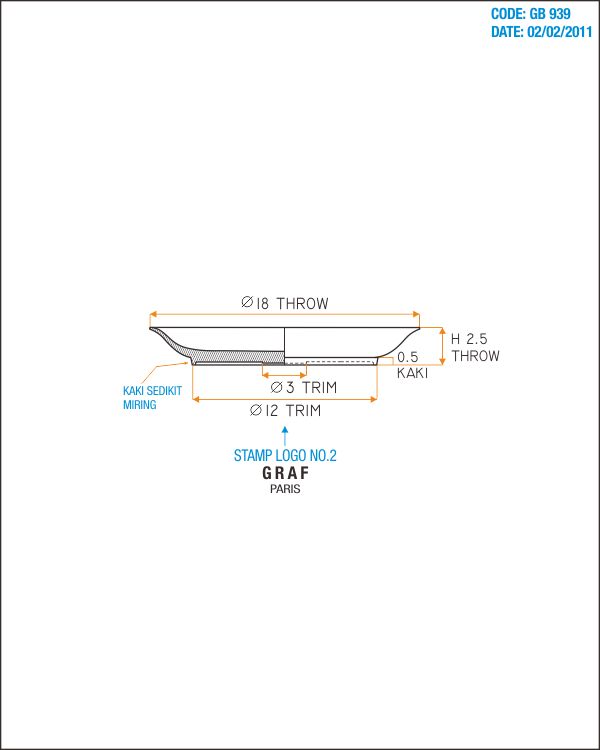 CODE: GB 939
DATE: 02/02/2011
∅18 THROW
H 2.5
THROW
0.5
KAKI
KAKI SEDIKIT
MIRING
∅3 TRIM
∅12 TRIM
STAMP LOGO NO.2
GRAF
PARIS